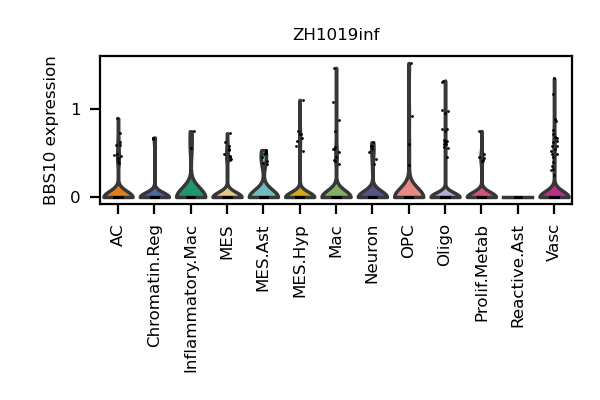 ZH1019inf
BBS10 expression
1
0
AC
Chromatin.Reg
Inflammatory.Mac
MES
MES.Ast
MES.Hyp
Mac
Neuron
OPC
Oligo
Prolif.Metab
Reactive.Ast
Vasc